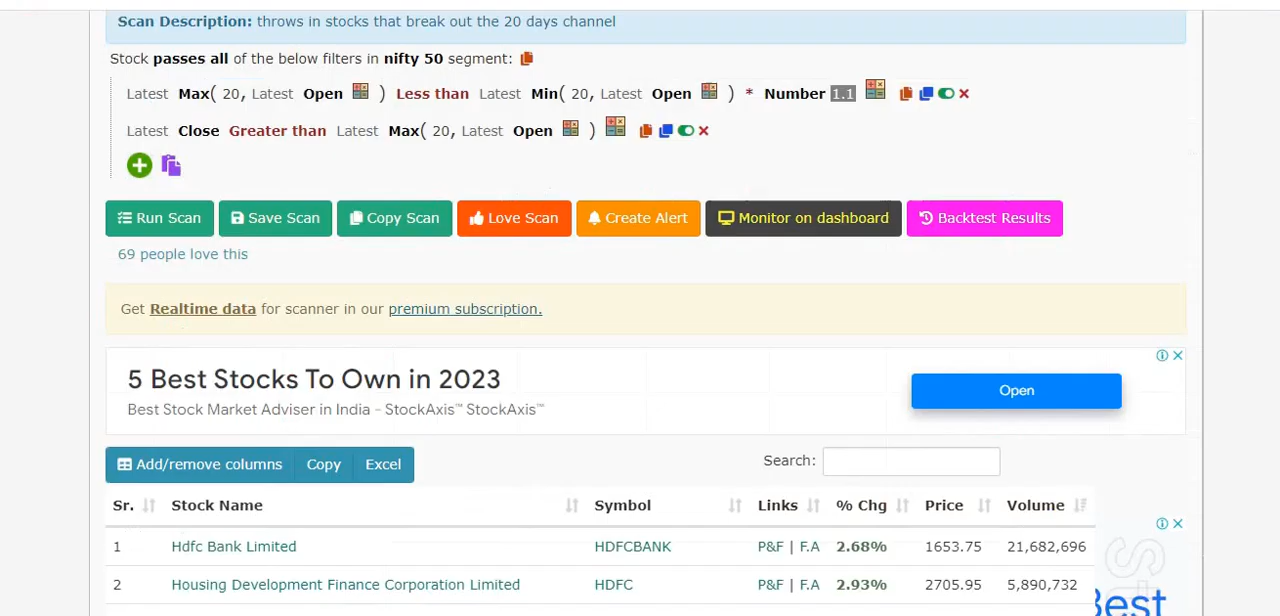 Scan Description: throws in stocks that break out the 20 days channel
Stock passes all of the below filters in nifty 50 segment:
Latest Max( 20, Latest Open ) Less than Latest Min( 20, Latest Open ) * Number 1.1
Latest Close Greater than Latest Max( 20, Latest Open )
Run Scan Save Scan Copy Scan Love Scan Create Alert Monitor on dashboard Backtest Results
69 people love this
Get Realtime data for scanner in our premium subscription.
5 Best Stocks To Own in 2023
Best Stock Market Adviser in India - StockAxis™ StockAxis™
Open
Add/remove columns Copy Excel Search:
Sr. Stock Name Symbol Links % Chg Price Volume
1 Hdfc Bank Limited HDFCBANK P&F | F.A 2.68% 1653.75 21,682,696
2 Housing Development Finance Corporation Limited HDFC P&F | F.A 2.93% 2705.95 5,890,732
Best